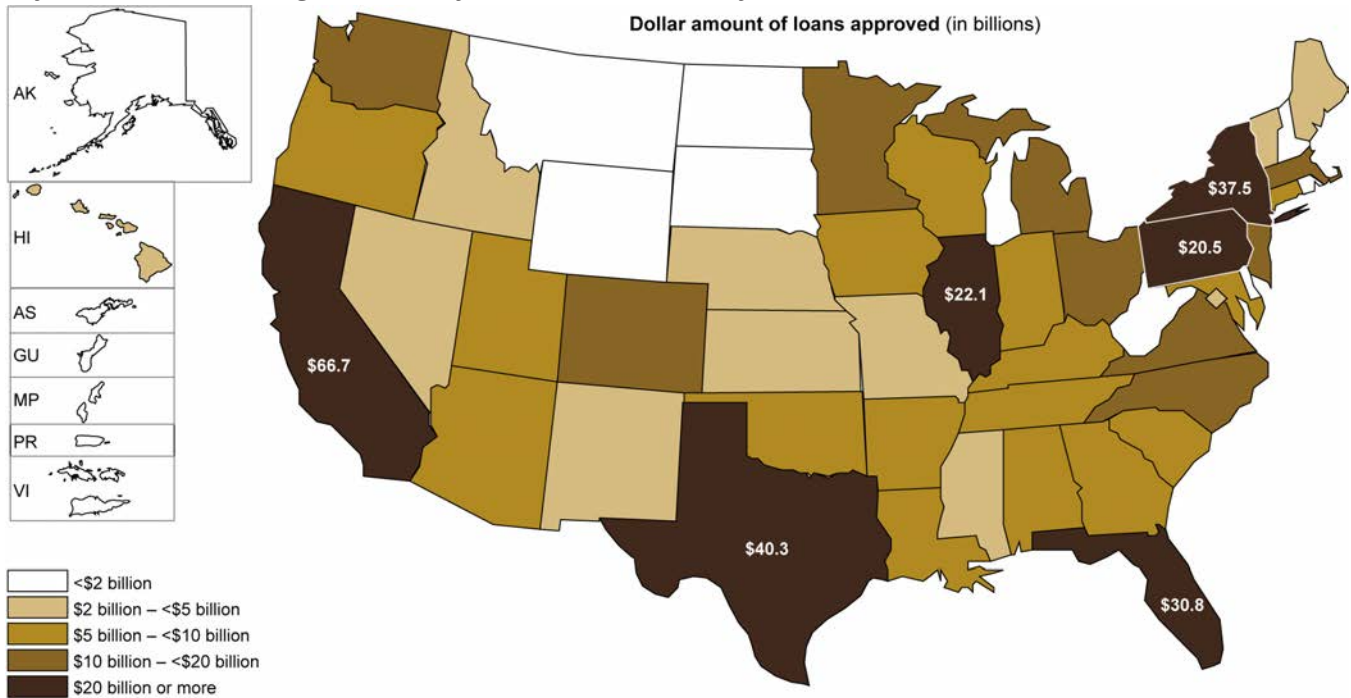 Dollar amount of loans approved (in billions)
AK
HI
AS
GU
MP
PR
VI
$37.5
$20.5
$22.1
$66.7
$40.3
$30.8
<$2 billion
$2 billion – <$5 billion
$5 billion – <$10 billion
$10 billion – <$20 billion
$20 billion or more